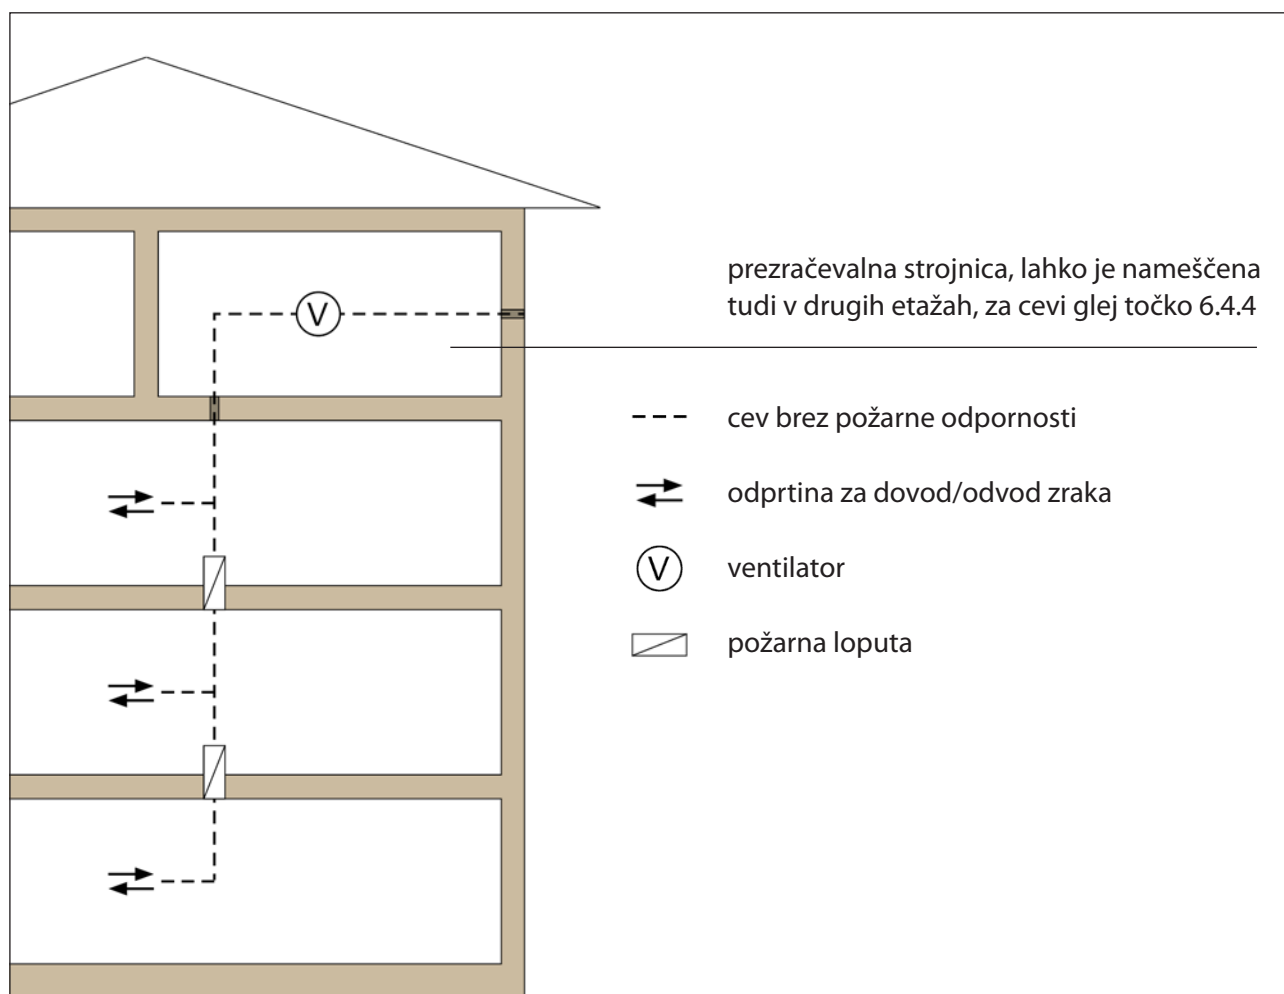 prezračevalna strojnica, lahko je nameščena
tudi v drugih etažah, za cevi glej točko 6.4.4
V
cev brez požarne odpornosti
odprtina za dovod/odvod zraka
V
ventilator
požarna loputa